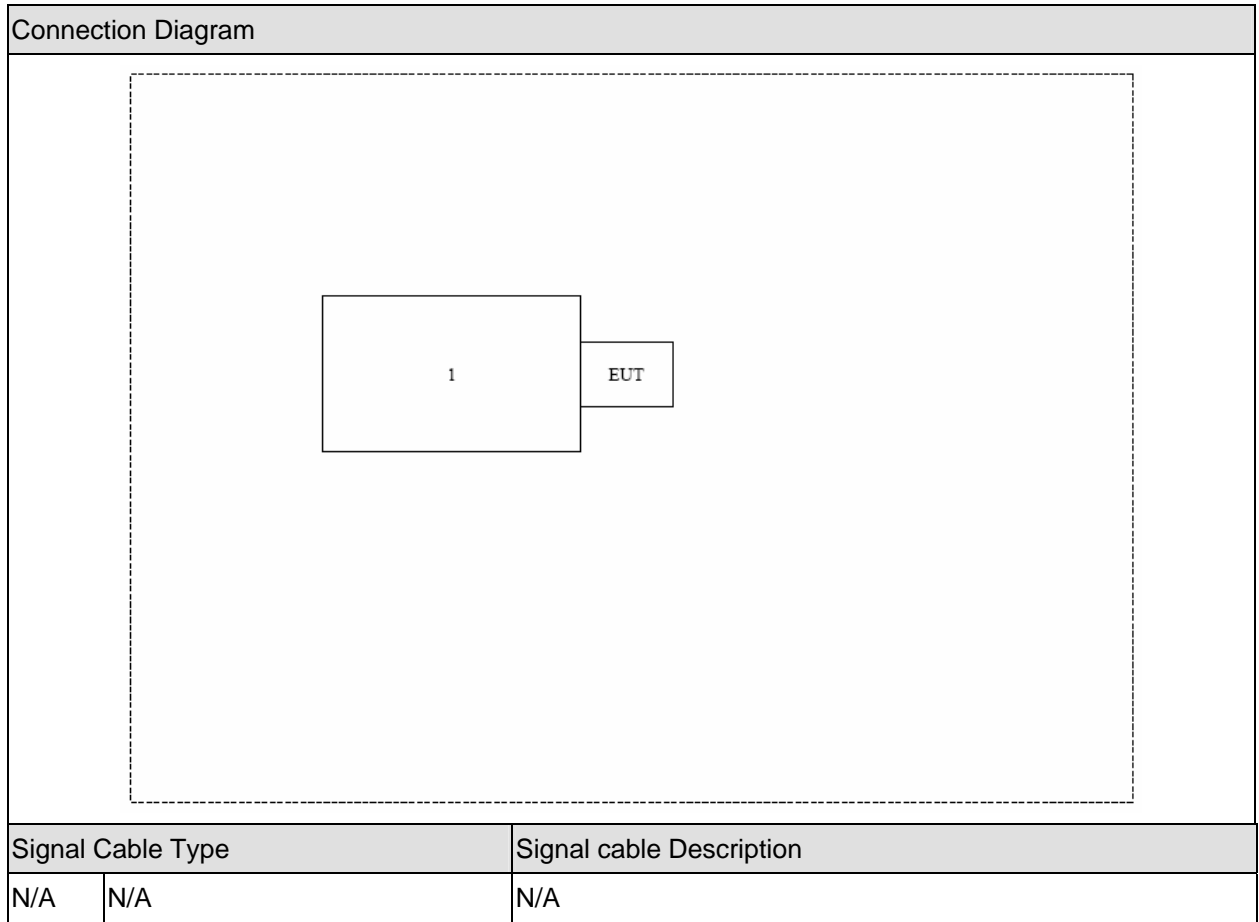 Connection Diagram
1 EUT
Signal Cable Type Signal cable Description
N/A N/A N/A